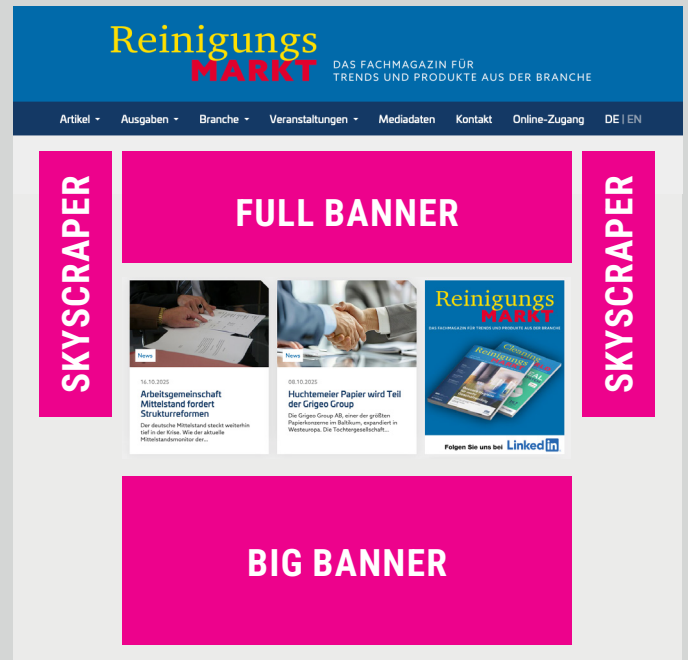 Reinigungs
MARKT
DAS FACHMAGAZIN FÜR
TRENDS UND PRODUKTE AUS DER BRANCHE
Artikel Ausgaben Branche Veranstaltungen Mediadaten Kontakt Online-Zugang DE | EN
SKYSCRAPER
FULL BANNER
SKYSCRAPER
News
16.10.2025
Arbeitsgemeinschaft
Mittelstand fordert
Strukturreformen
Der deutsche Mittelstand steckt weiterhin
tief in der Krise. Wie der aktuelle
Mittelstandsmonitor der...
News
08.10.2025
Huchtemeier Papier wird Teil
der Grigeo Group
Die Grigeo Group AB, einer der größten
Papierkonzerne im Baltikum, expandiert in
Westeuropa. Die Tochtergesellschaft...
Reinigungs
MARKT
DAS FACHMAGAZIN FÜR TRENDS UND PRODUKTE AUS DER BRANCHE
Cleaning
Reinigungs
Folgen Sie uns bei LinkedIn
BIG BANNER